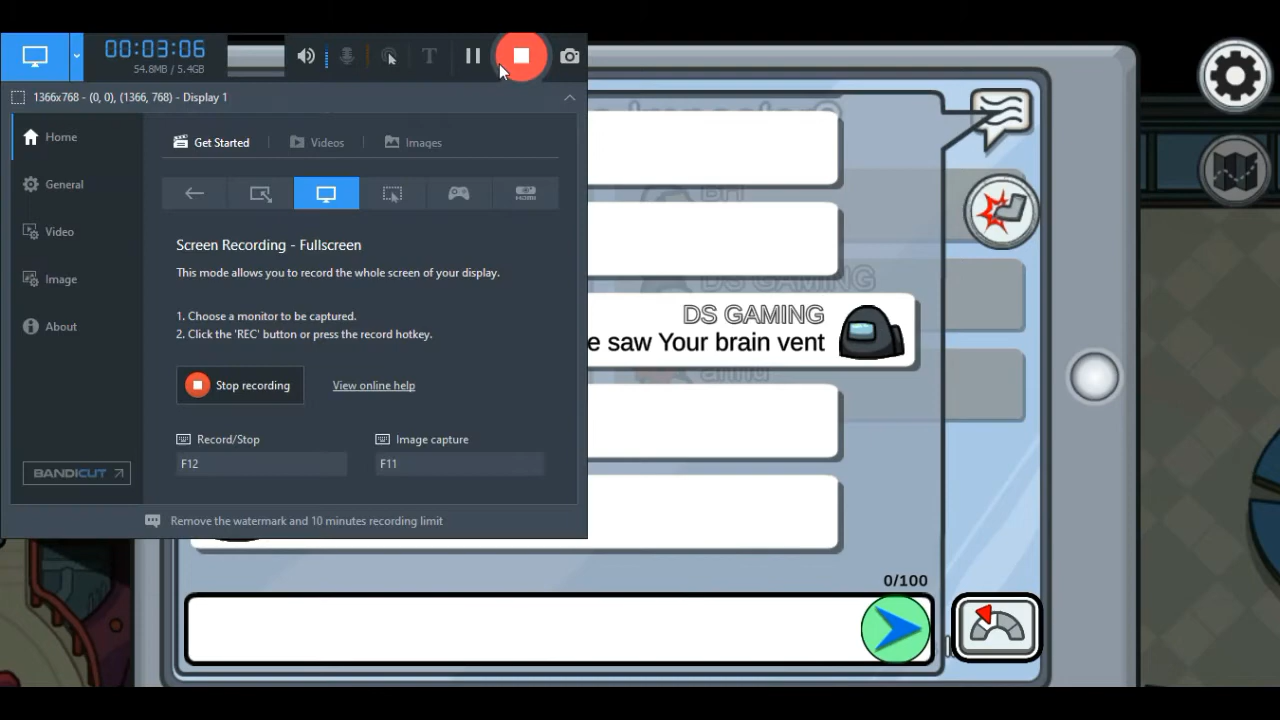 00:03:06
54.8MB / 5.4GB
T
1366x768 - (0, 0), (1366, 768) - Display 1
Home
General
Video
Image
About
BANDICUT
Get Started
Videos
Images
HDMI
Screen Recording - Fullscreen
This mode allows you to record the whole screen of your display.
1. Choose a monitor to be captured.
2. Click the 'REC' button or press the record hotkey.
Stop recording
View online help
Record/Stop
Image capture
F12
F11
Remove the watermark and 10 minutes recording limit
BH
DS GAMING
DS GAMING
e saw Your brain vent
0/100